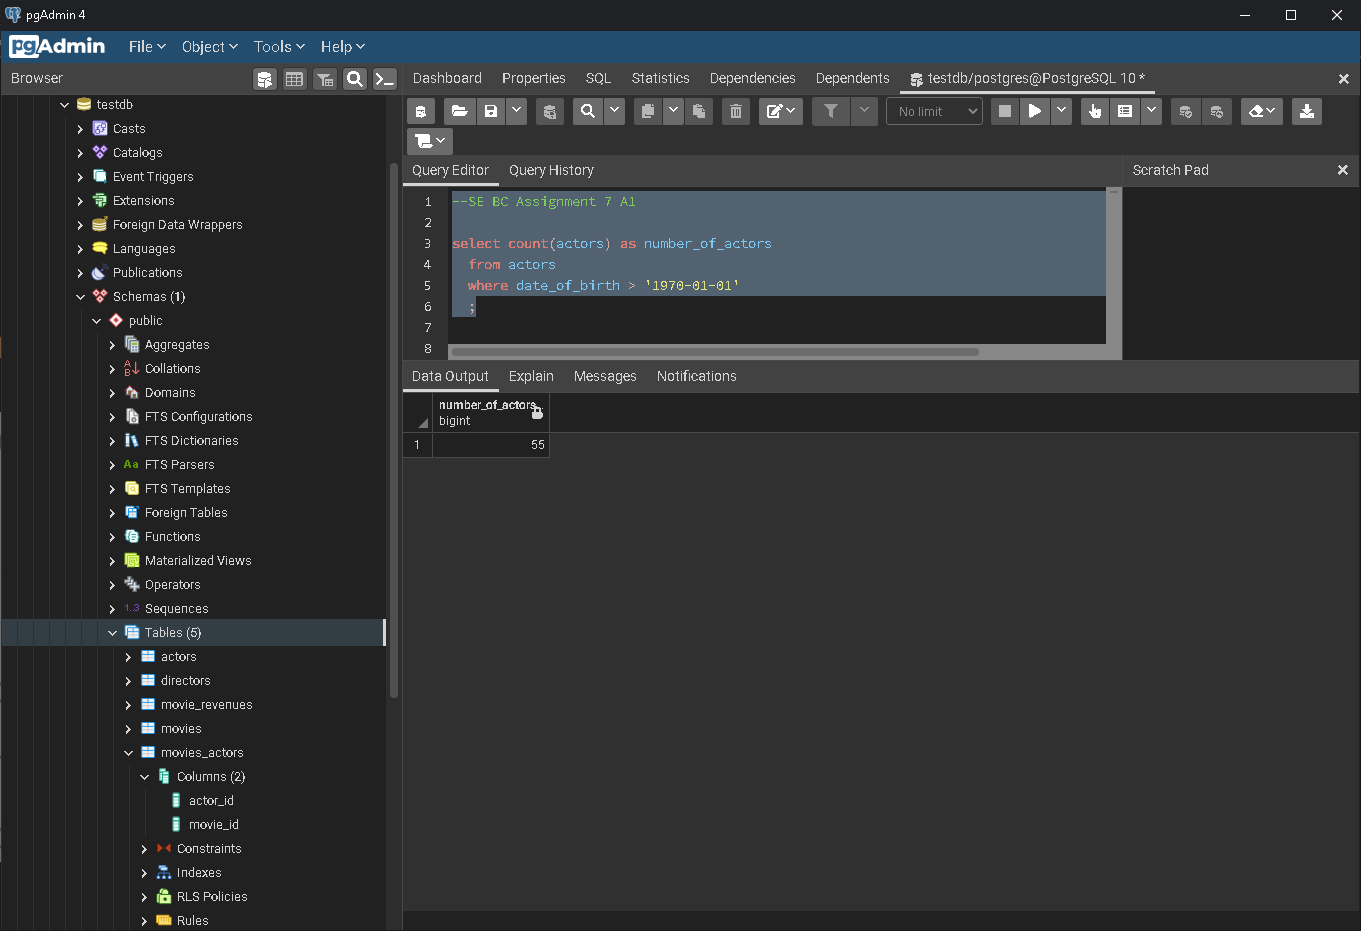 pgAdmin 4
pgAdmin File Object Tools Help
Browser
Dashboard Properties SQL Statistics Dependencies Dependents testdb/postgres@PostgreSQL 10 *
No limit
testdb
Casts
Catalogs
Event Triggers
Extensions
Foreign Data Wrappers
Languages
Publications
Schemas (1)
public
Aggregates
Collations
Domains
FTS Configurations
FTS Dictionaries
Aa FTS Parsers
FTS Templates
Foreign Tables
Functions
Materialized Views
Operators
1.3 Sequences
Tables (5)
actors
directors
movie_revenues
movies
movies_actors
Columns (2)
actor_id
movie_id
Constraints
Indexes
RLS Policies
Rules
Query Editor Query History
Scratch Pad
1 --SE BC Assignment 7 A1
2
3 select count(actors) as number_of_actors
4 from actors
5 where date_of_birth > '1970-01-01'
6 ;
7
8
Data Output Explain Messages Notifications
number_of_actors
bigint
1 55